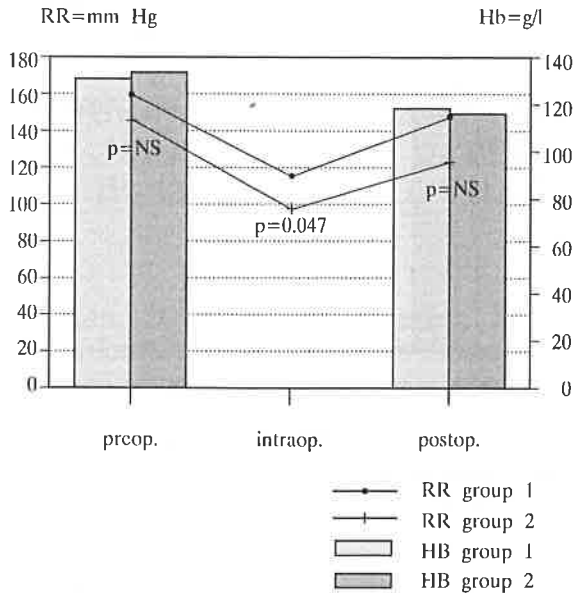 RR=mm Hg Hb=g/l
180 140
160 120
140 100
120 80
100 60
80 40
60 20
40 0
20
0
p=NS
p=0.047
p=NS
preop. intraop. postop.
RR group 1
RR group 2
HB group 1
HB group 2